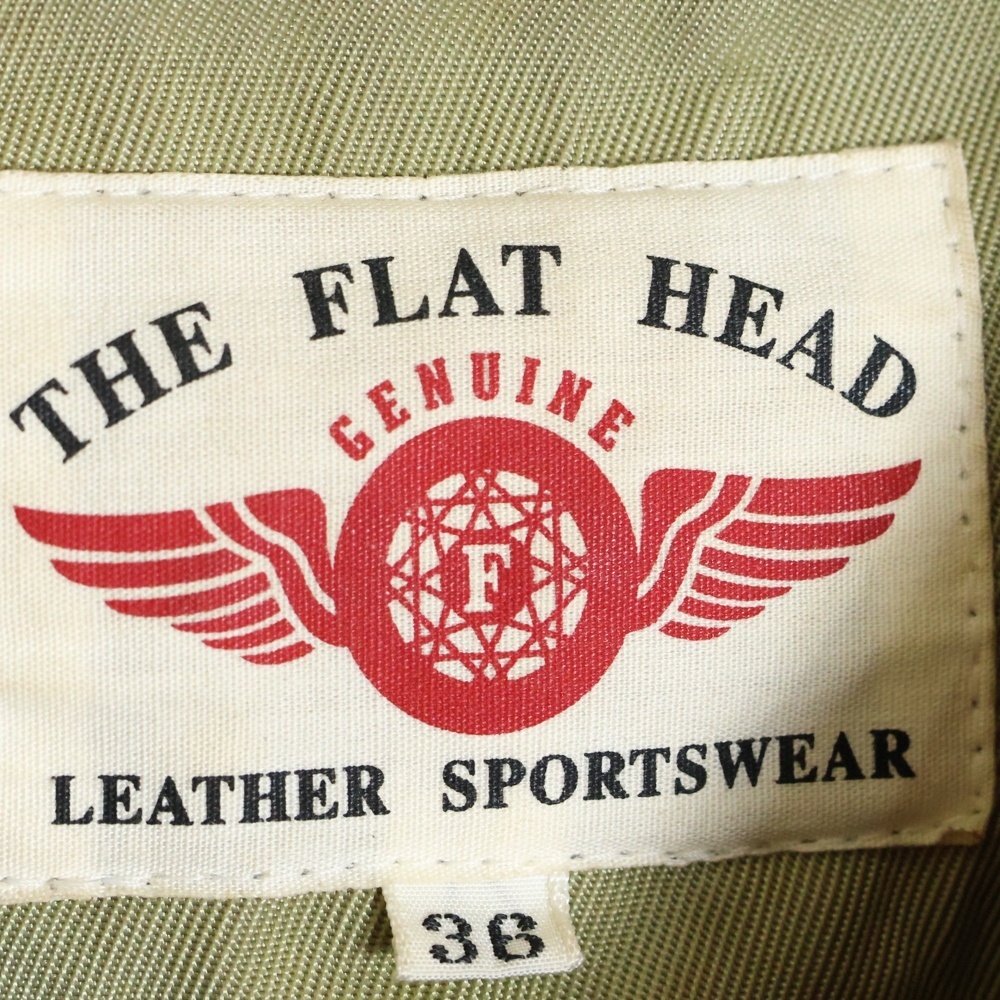 THE FLAT HEAD
GENUINE
F
LEATHER SPORTSWEAR
36